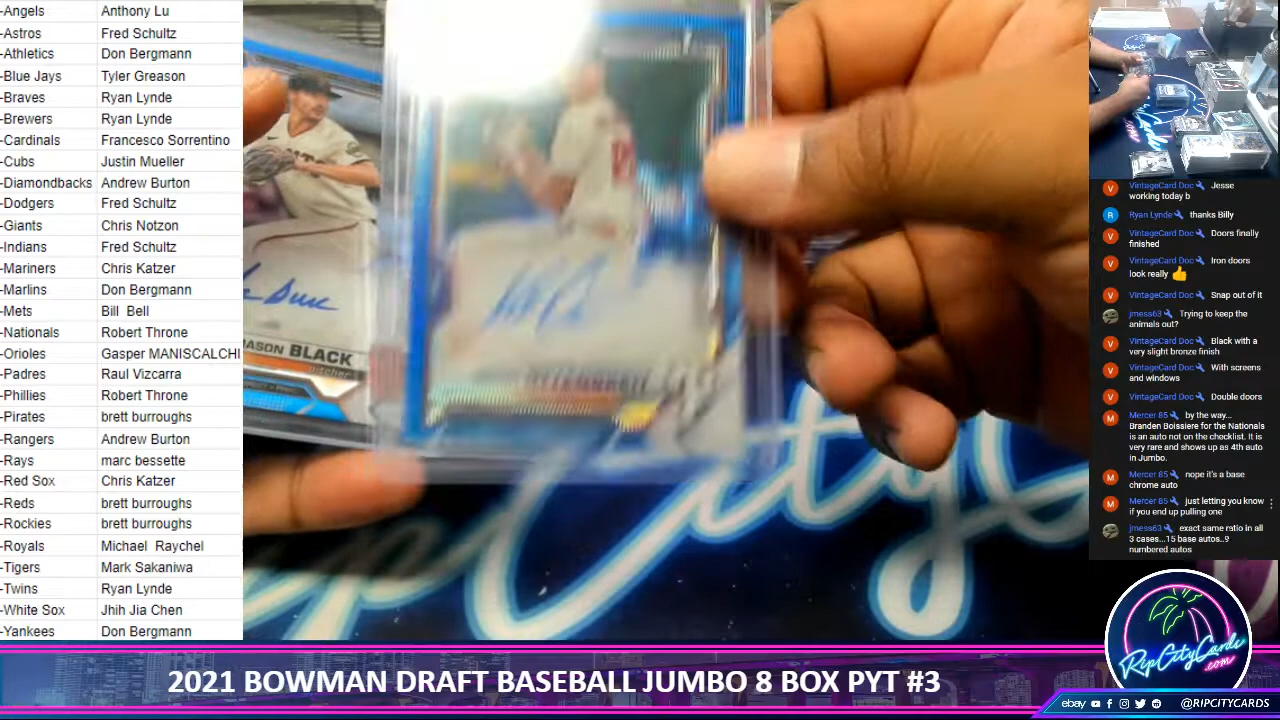 -Angels Anthony Lu
-Astros Fred Schultz
-Athletics Don Bergmann
-Blue Jays Tyler Greason
-Braves Ryan Lynde
-Brewers Ryan Lynde
-Cardinals Francesco Sorrentino
-Cubs Justin Mueller
-Diamondbacks Andrew Burton
-Dodgers Fred Schultz
-Giants Chris Notzon
-Indians Fred Schultz
-Mariners Chris Katzer
-Marlins Don Bergmann
-Mets Bill Bell
-Nationals Robert Throne
-Orioles Gasper MANISCALCHI
-Padres Raul Vizcarra
-Phillies Robert Throne
-Pirates brett burroughs
-Rangers Andrew Burton
-Rays marc bessette
-Red Sox Chris Katzer
-Reds brett burroughs
-Rockies brett burroughs
-Royals Michael Raychel
-Tigers Mark Sakaniwa
-Twins Ryan Lynde
-White Sox Jhih Jia Chen
-Yankees Don Bergmann
MASON BLACK
pitcher
V VintageCard Doc Jesse
working today b
R Ryan Lynde thanks Billy
V VintageCard Doc Doors finally
finished
V VintageCard Doc Iron doors
look really 👍
V VintageCard Doc Snap out of it
jmess63 Trying to keep the
animals out?
V VintageCard Doc Black with a
very slight bronze finish
V VintageCard Doc With screens
and windows
V VintageCard Doc Double doors
M Mercer 85 by the way...
Branden Boissiere for the Nationals
is an auto not on the checklist. It is
very rare and shows up as 4th auto
in Jumbo.
M Mercer 85 nope it's a base
chrome auto
M Mercer 85 just letting you know
if you end up pulling one
jmess63 exact same ratio in all
3 cases...15 base autos..9
numbered autos
RipCityCards
.com
2021 BOWMAN DRAFT BASEBALL JUMBO 8 BOX PYT #3
ebay @RIPCITYCARDS